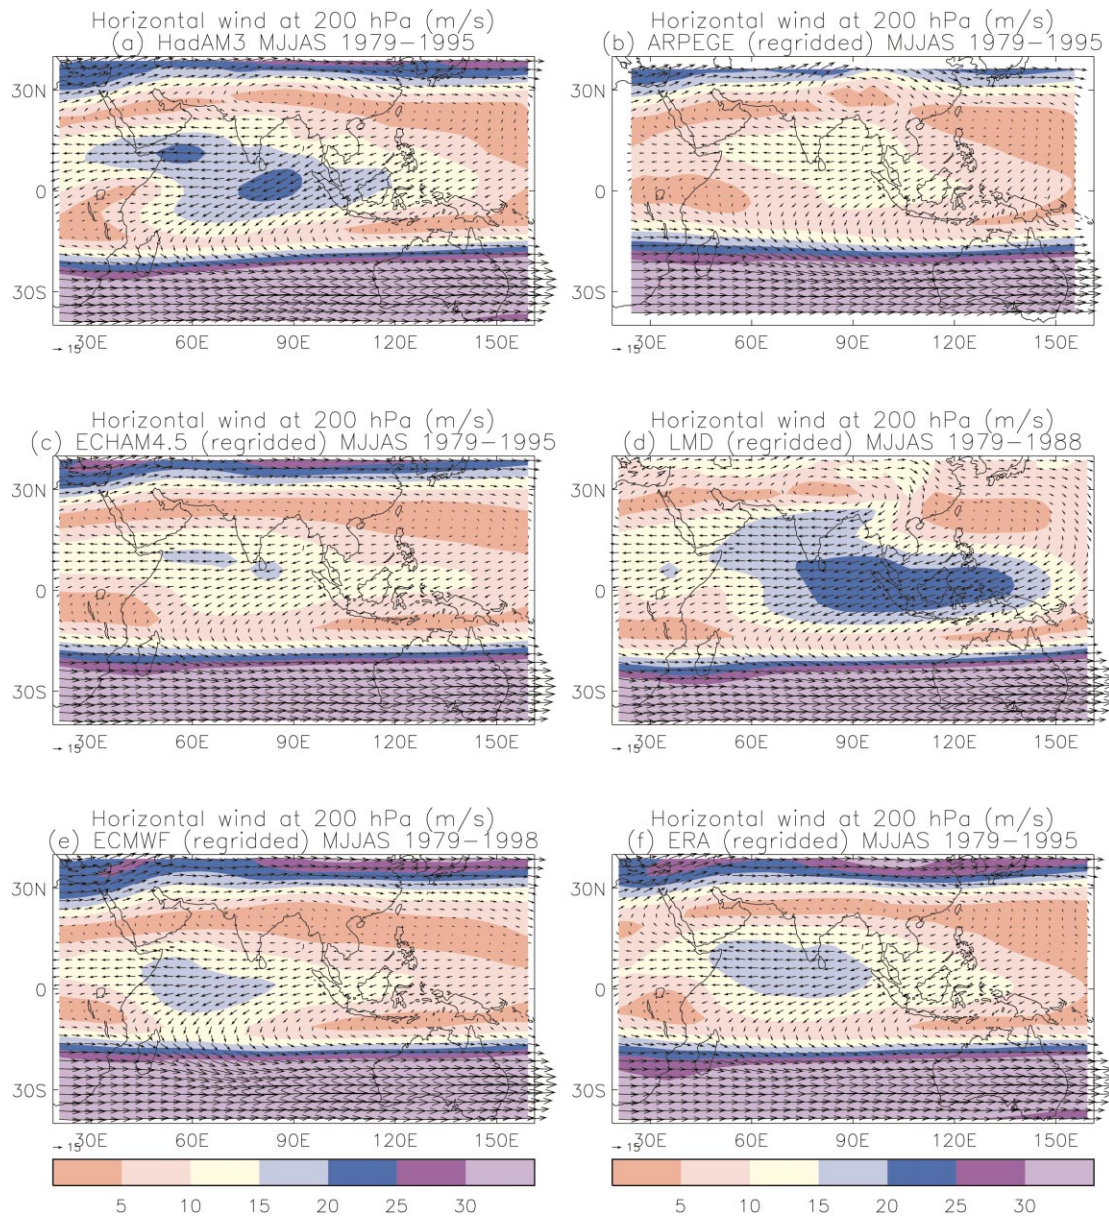 Horizontal wind at 200 hPa (m/s)
(a) HadAM3 MJJAS 1979−1995
30N
0
30S
→ 15
30E
60E
90E
120E
150E
Horizontal wind at 200 hPa (m/s)
(b) ARPEGE (regridded) MJJAS 1979−1995
30N
0
30S
→ 15
30E
60E
90E
120E
150E
Horizontal wind at 200 hPa (m/s)
(c) ECHAM4.5 (regridded) MJJAS 1979−1995
30N
0
30S
→ 15
30E
60E
90E
120E
150E
Horizontal wind at 200 hPa (m/s)
(d) LMD (regridded) MJJAS 1979−1988
30N
0
30S
→ 15
30E
60E
90E
120E
150E
Horizontal wind at 200 hPa (m/s)
(e) ECMWF (regridded) MJJAS 1979−1998
30N
0
30S
→ 15
30E
60E
90E
120E
150E
5 10 15 20 25 30
Horizontal wind at 200 hPa (m/s)
(f) ERA (regridded) MJJAS 1979−1995
30N
0
30S
→ 15
30E
60E
90E
120E
150E
5 10 15 20 25 30